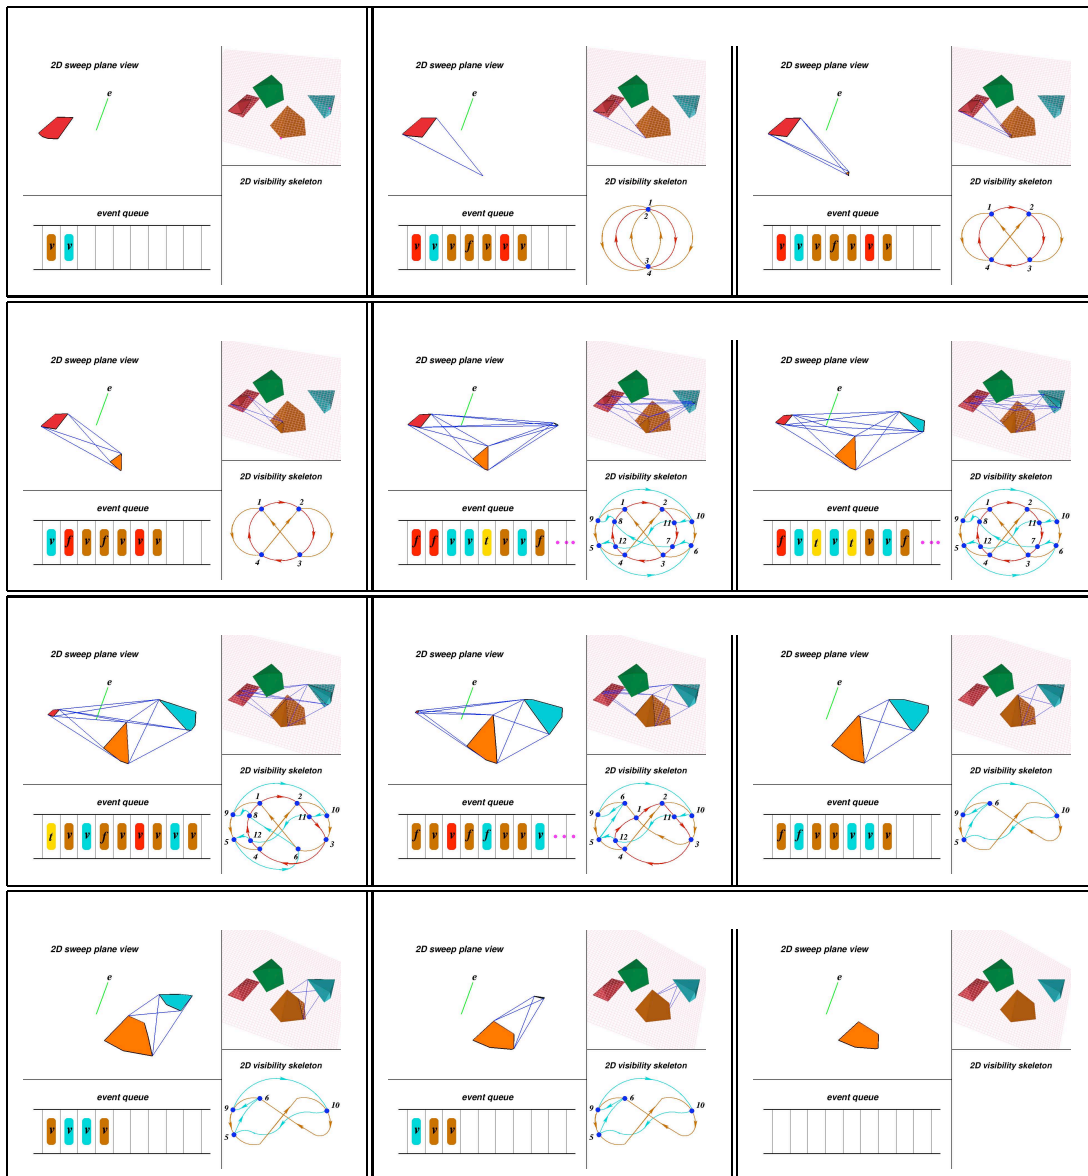 2D sweep plane view
e
event queue
v v
2D sweep plane view
e
2D visibility skeleton
event queue
v v v f v v v
1
2
3
4
2D sweep plane view
e
2D visibility skeleton
event queue
v v v f v v v
1 2
4 3
2D sweep plane view
e
2D visibility skeleton
event queue
v f v f v v v
1 2
4 3
2D sweep plane view
e
2D visibility skeleton
event queue
f f v v t v v f ...
1 2
9 8 11 10
5 12 7 6
4 3
2D sweep plane view
e
2D visibility skeleton
event queue
f v t v t v v f ...
1 2
9 8 11 10
5 12 7 6
4 3
2D sweep plane view
e
2D visibility skeleton
event queue
t v v f v v v v v
1 2
9 8 11 10
5 12 3
4 6
2D sweep plane view
e
2D visibility skeleton
event queue
f v v f f v v v ...
6 2
9 1 11 10
5 12 3
4
2D sweep plane view
e
2D visibility skeleton
event queue
f f v v v v v
6
9 10
5
2D sweep plane view
e
2D visibility skeleton
event queue
v v v v
6
9 10
5
2D sweep plane view
e
2D visibility skeleton
event queue
v v v
6
9 10
5
2D sweep plane view
e
2D visibility skeleton
event queue